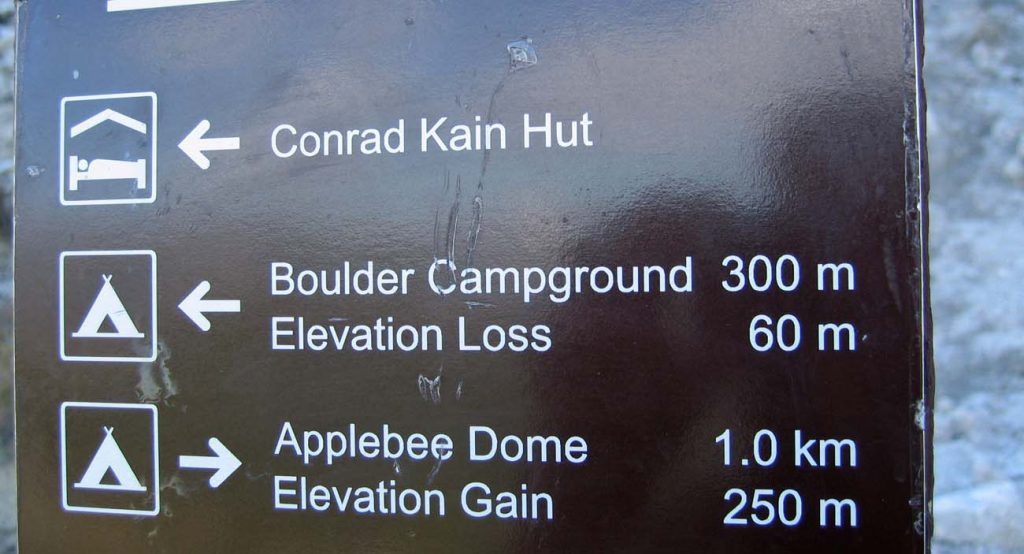 Conrad Kain Hut
Boulder Campground 300 m
Elevation Loss 60 m
Applebee Dome 1.0 km
Elevation Gain 250 m